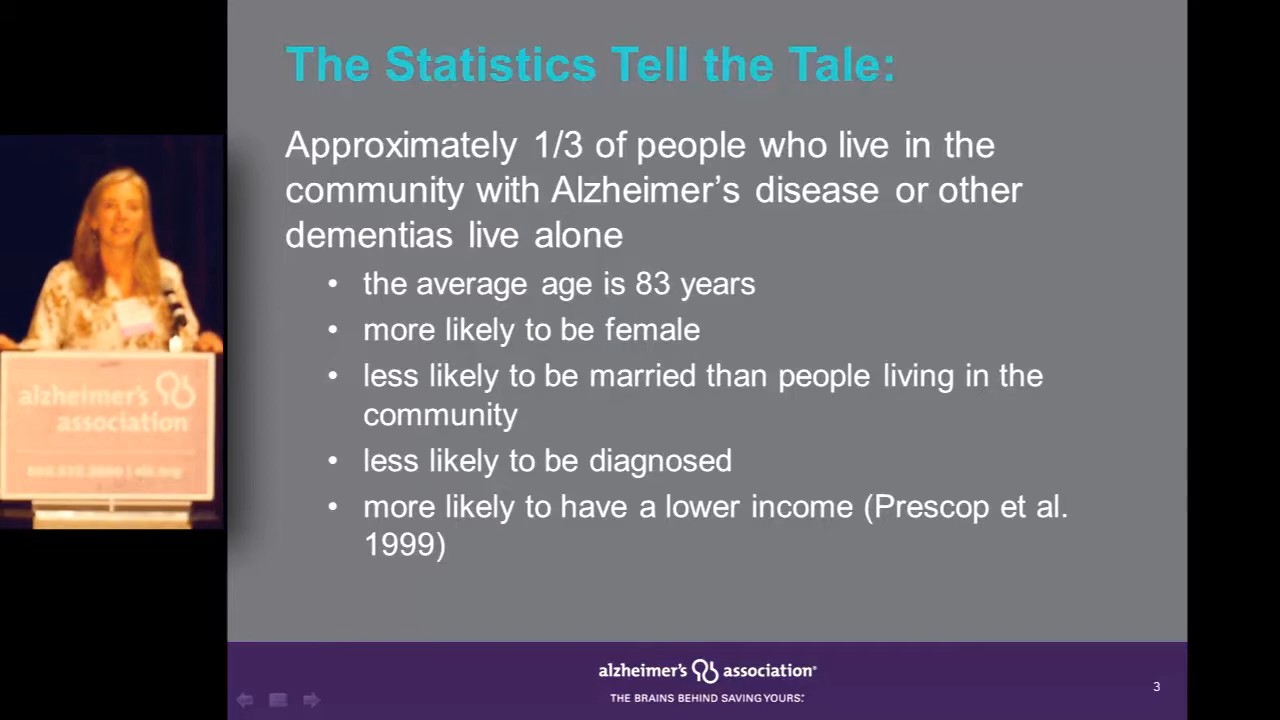 The Statistics Tell the Tale:
Approximately 1/3 of people who live in the
community with Alzheimer's disease or other
dementias live alone
• the average age is 83 years
• more likely to be female
• less likely to be married than people living in the
community
• less likely to be diagnosed
• more likely to have a lower income (Prescop et al.
1999)
alzheimer's
association
alzheimer's association®
THE BRAINS BEHIND SAVING YOURS.™
3